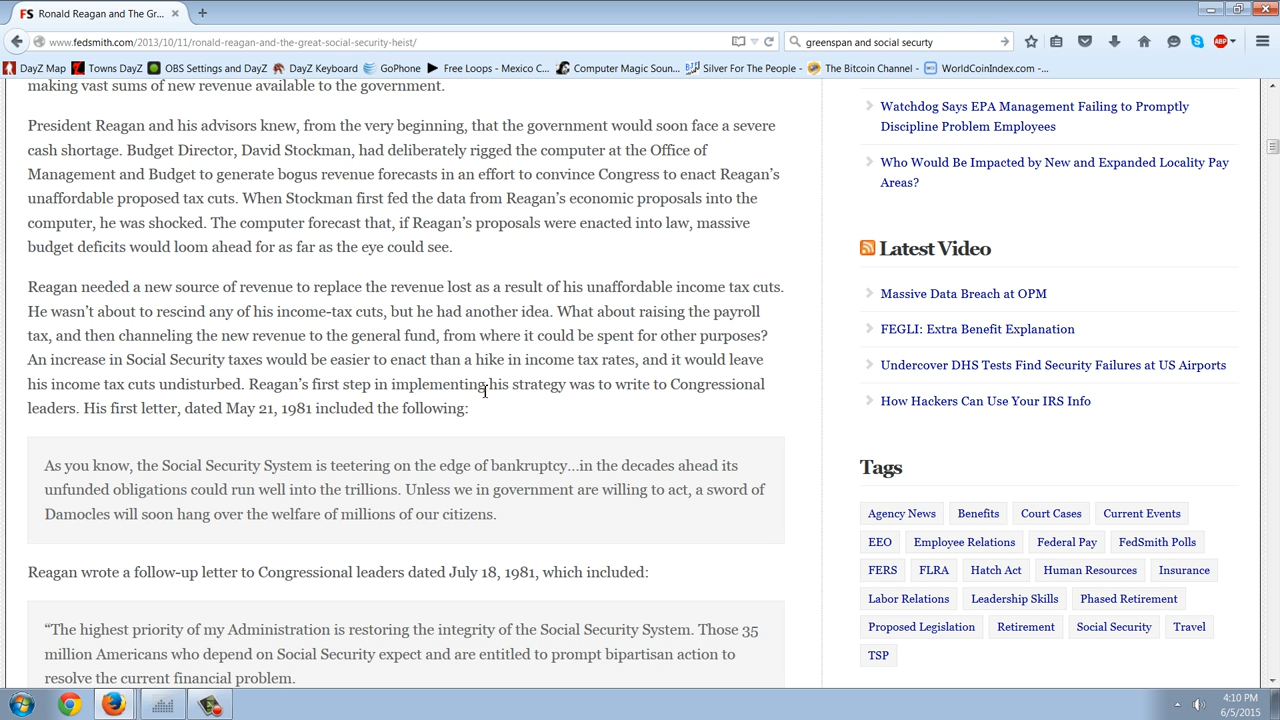 FS Ronald Reagan and The Gr...
www.fedsmith.com/2013/10/11/ronald-reagan-and-the-great-social-security-heist/
greenspan and social securty
ABP
DayZ Map
Towns DayZ
OBS Settings and DayZ
DayZ Keyboard
GoPhone
Free Loops - Mexico C...
Computer Magic Soun...
Silver For The People - ...
The Bitcoin Channel - ...
WorldCoinIndex.com -...
making vast sums of new revenue available to the government.
President Reagan and his advisors knew, from the very beginning, that the government would soon face a severe
cash shortage. Budget Director, David Stockman, had deliberately rigged the computer at the Office of
Management and Budget to generate bogus revenue forecasts in an effort to convince Congress to enact Reagan's
unaffordable proposed tax cuts. When Stockman first fed the data from Reagan's economic proposals into the
computer, he was shocked. The computer forecast that, if Reagan's proposals were enacted into law, massive
budget deficits would loom ahead for as far as the eye could see.
Reagan needed a new source of revenue to replace the revenue lost as a result of his unaffordable income tax cuts.
He wasn't about to rescind any of his income-tax cuts, but he had another idea. What about raising the payroll
tax, and then channeling the new revenue to the general fund, from where it could be spent for other purposes?
An increase in Social Security taxes would be easier to enact than a hike in income tax rates, and it would leave
his income tax cuts undisturbed. Reagan's first step in implementing his strategy was to write to Congressional
leaders. His first letter, dated May 21, 1981 included the following:
As you know, the Social Security System is teetering on the edge of bankruptcy...in the decades ahead its
unfunded obligations could run well into the trillions. Unless we in government are willing to act, a sword of
Damocles will soon hang over the welfare of millions of our citizens.
Reagan wrote a follow-up letter to Congressional leaders dated July 18, 1981, which included:
“The highest priority of my Administration is restoring the integrity of the Social Security System. Those 35
million Americans who depend on Social Security expect and are entitled to prompt bipartisan action to
resolve the current financial problem.
Watchdog Says EPA Management Failing to Promptly
Discipline Problem Employees
Who Would Be Impacted by New and Expanded Locality Pay
Areas?
Latest Video
Massive Data Breach at OPM
FEGLI: Extra Benefit Explanation
Undercover DHS Tests Find Security Failures at US Airports
How Hackers Can Use Your IRS Info
Tags
Agency News Benefits Court Cases Current Events
EEO Employee Relations Federal Pay FedSmith Polls
FERS FLRA Hatch Act Human Resources Insurance
Labor Relations Leadership Skills Phased Retirement
Proposed Legislation Retirement Social Security Travel
TSP
4:10 PM
6/5/2015